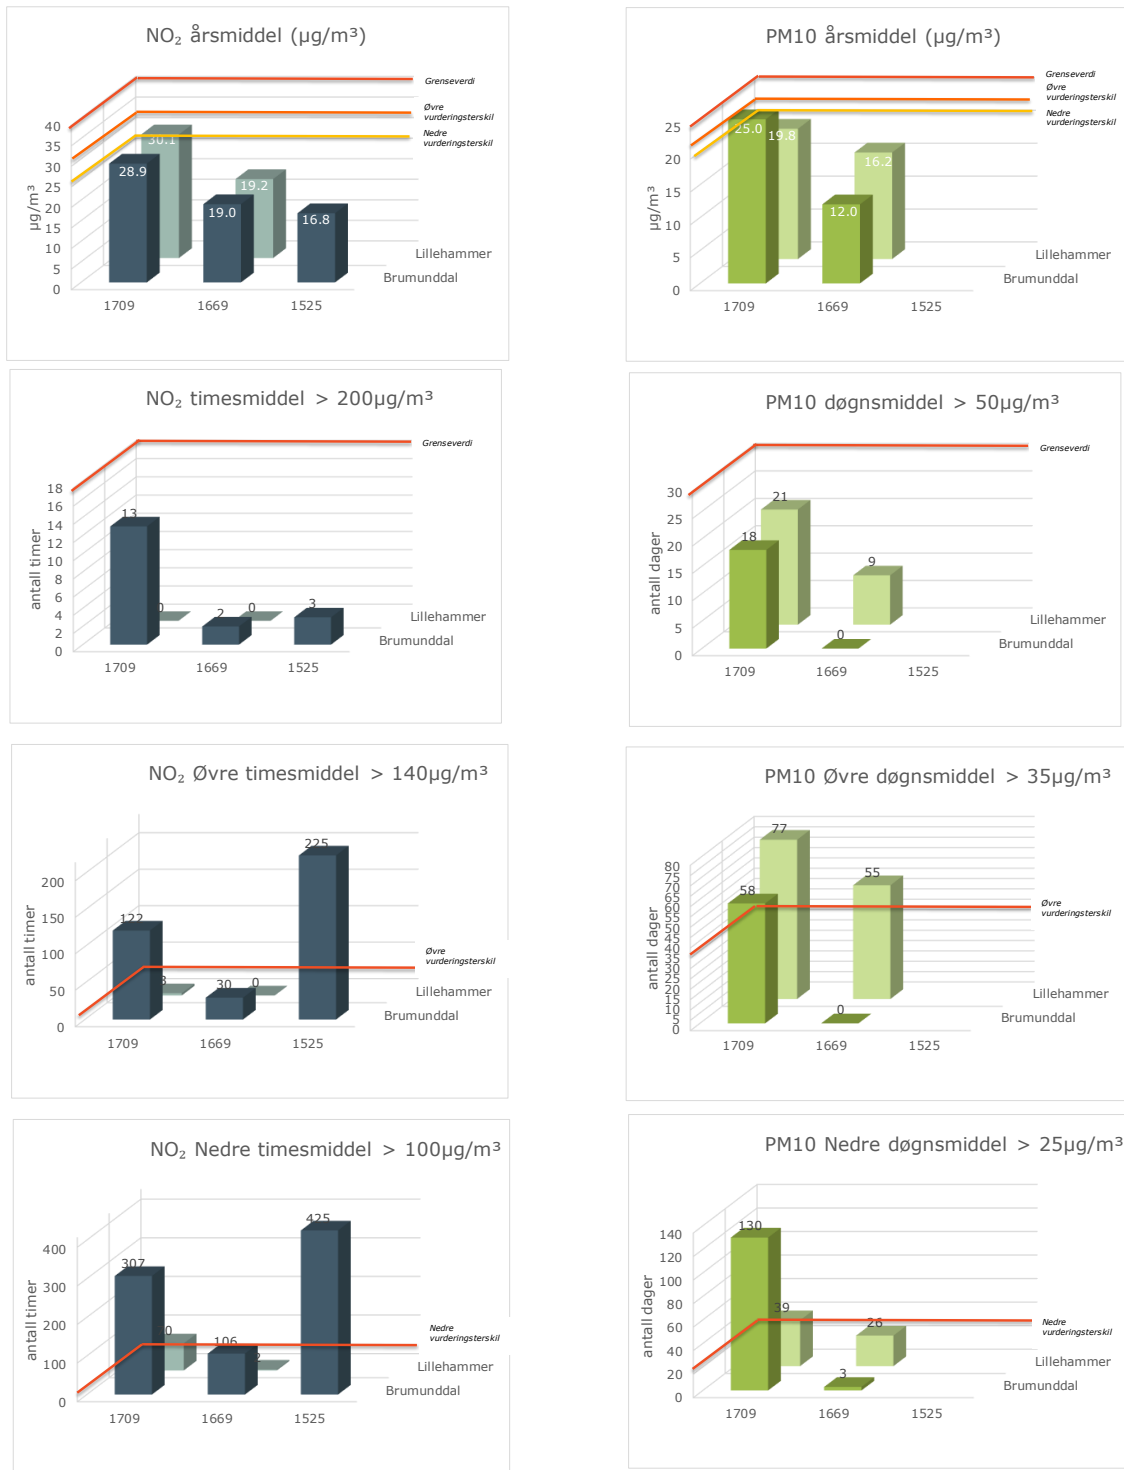 NO₂ årsmiddel (µg/m³)
Grenseverdi
Øvre
vurderingsterskil
Nedre
vurderingsterskil
µg/m³
40
35
30
25
20
15
10
5
0
30.1
28.9
19.2
19.0
16.8
Lillehammer
Brumunddal
1709 1669 1525
PM10 årsmiddel (µg/m³)
Grenseverdi
Øvre
vurderingsterskil
Nedre
vurderingsterskil
µg/m³
25
20
15
10
5
0
25.0
19.8
16.2
12.0
Lillehammer
Brumunddal
1709 1669 1525
NO₂ timesmiddel > 200µg/m³
Grenseverdi
antall timer
18
16
14
12
10
8
6
4
2
0
13
0
2
0
3
Lillehammer
Brumunddal
1709 1669 1525
PM10 døgnsmiddel > 50µg/m³
Grenseverdi
antall dager
30
25
20
15
10
5
0
21
18
9
0
Lillehammer
Brumunddal
1709 1669 1525
NO₂ Øvre timesmiddel > 140µg/m³
antall timer
200
150
100
50
0
225
122
30
0
Øvre
vurderingsterskil
Lillehammer
Brumunddal
1709 1669 1525
PM10 Øvre døgnsmiddel > 35µg/m³
antall dager
80
75
70
65
60
55
50
45
40
35
30
25
20
15
10
5
0
77
58
55
0
Øvre
vurderingsterskil
Lillehammer
Brumunddal
1709 1669 1525
NO₂ Nedre timesmiddel > 100µg/m³
antall timer
400
300
200
100
0
425
307
106
Nedre
vurderingsterskil
Lillehammer
Brumunddal
1709 1669 1525
PM10 Nedre døgnsmiddel > 25µg/m³
antall dager
140
120
100
80
60
40
20
0
130
39
26
3
Nedre
vurderingsterskil
Lillehammer
Brumunddal
1709 1669 1525